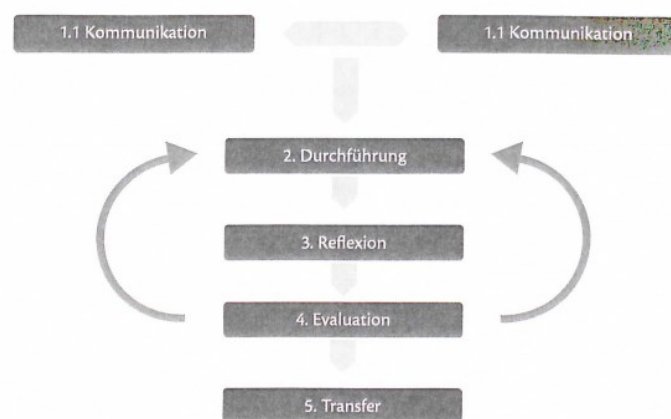 1.1 Kommunikation
1.1 Kommunikation
2. Durchführung
3. Reflexion
4. Evaluation
5. Transfer